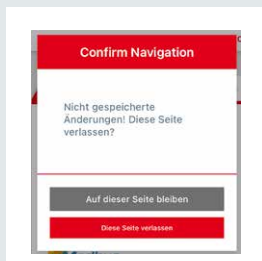 Confirm Navigation
Nicht gespeicherte
Änderungen! Diese Seite
verlassen?
Auf dieser Seite bleiben
Diese Seite verlassen